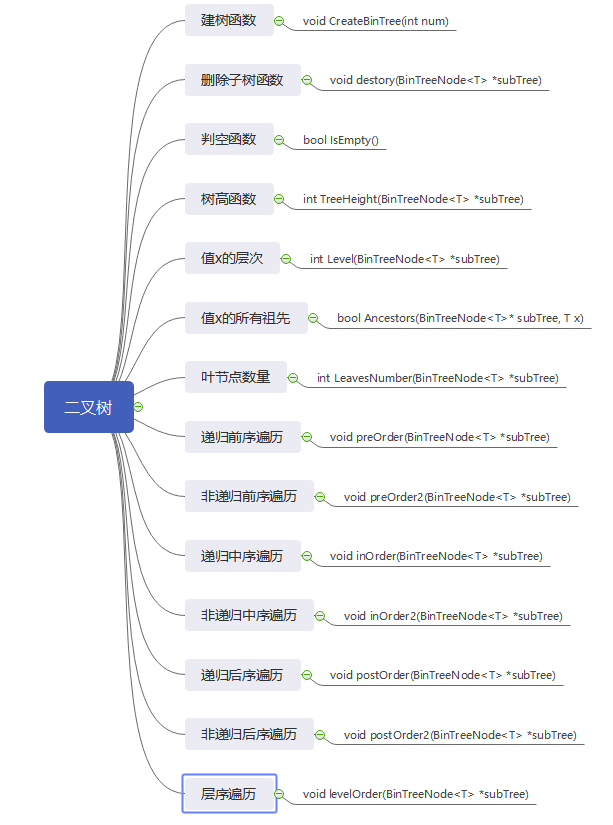 建树函数
void CreateBinTree(int num)
删除子树函数
void destory(BinTreeNode<T> *subTree)
判空函数
bool IsEmpty()
树高函数
int TreeHeight(BinTreeNode<T> *subTree)
值x的层次
int Level(BinTreeNode<T> *subTree)
值x的所有祖先
bool Ancestors(BinTreeNode<T>* subTree, T x)
叶节点数量
int LeavesNumber(BinTreeNode<T> *subTree)
二叉树
递归前序遍历
void preOrder(BinTreeNode<T> *subTree)
非递归前序遍历
void preOrder2(BinTreeNode<T> *subTree)
递归中序遍历
void inOrder(BinTreeNode<T> *subTree)
非递归中序遍历
void inOrder2(BinTreeNode<T> *subTree)
递归后序遍历
void postOrder(BinTreeNode<T> *subTree)
非递归后序遍历
void postOrder2(BinTreeNode<T> *subTree)
层序遍历
void levelOrder(BinTreeNode<T> *subTree)